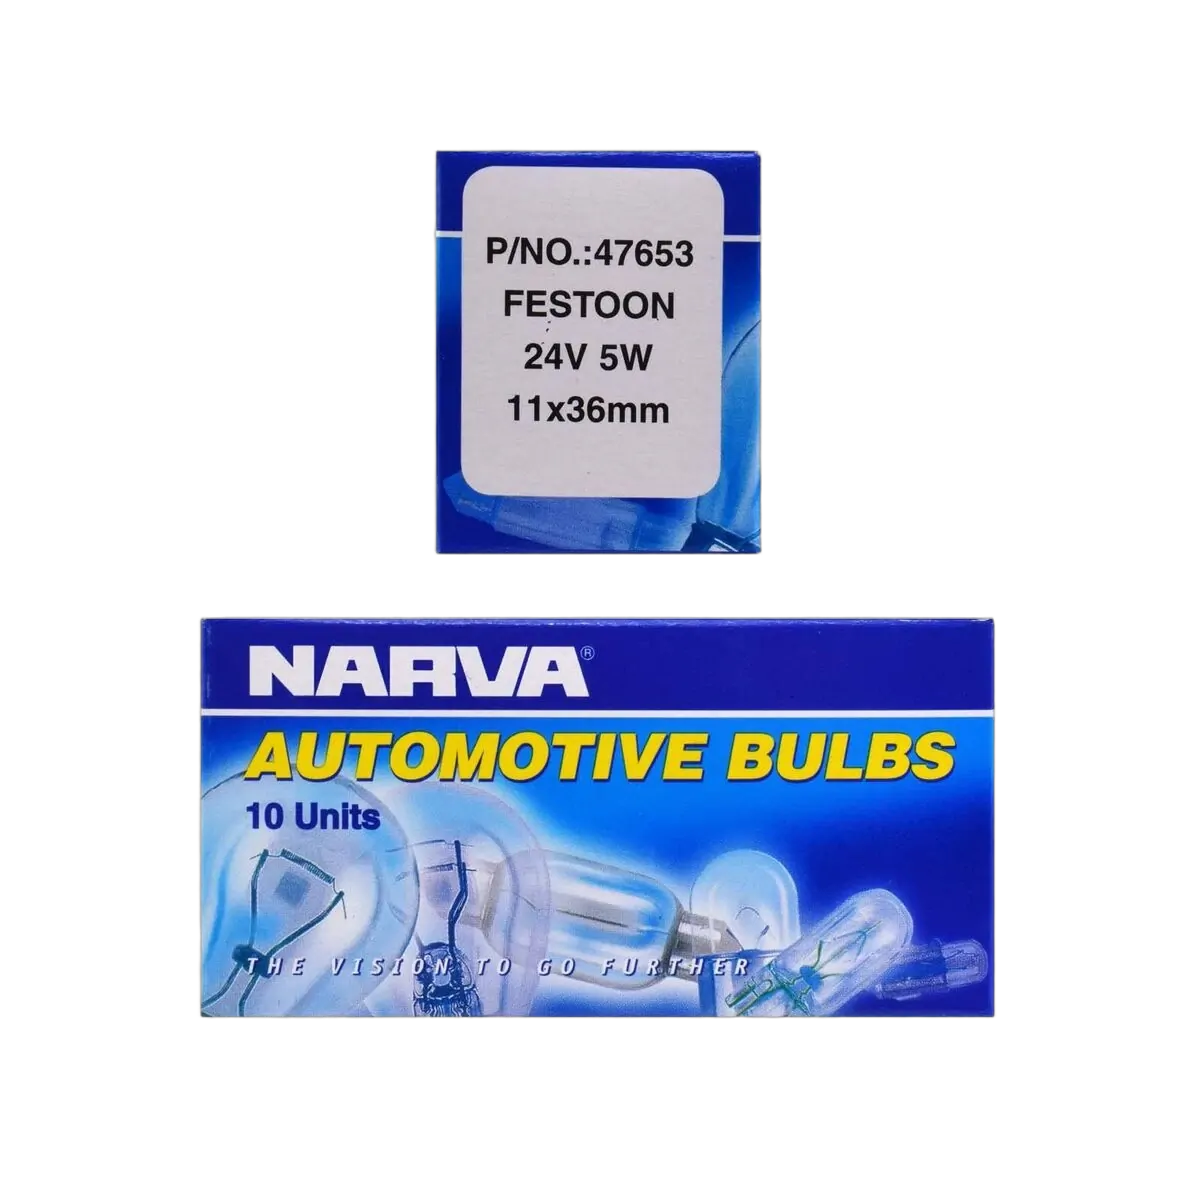 P/NO.:47653
FESTOON
24V 5W
11x36mm
NARVA®
AUTOMOTIVE BULBS
10 Units
THE VISION TO GO FURTHER